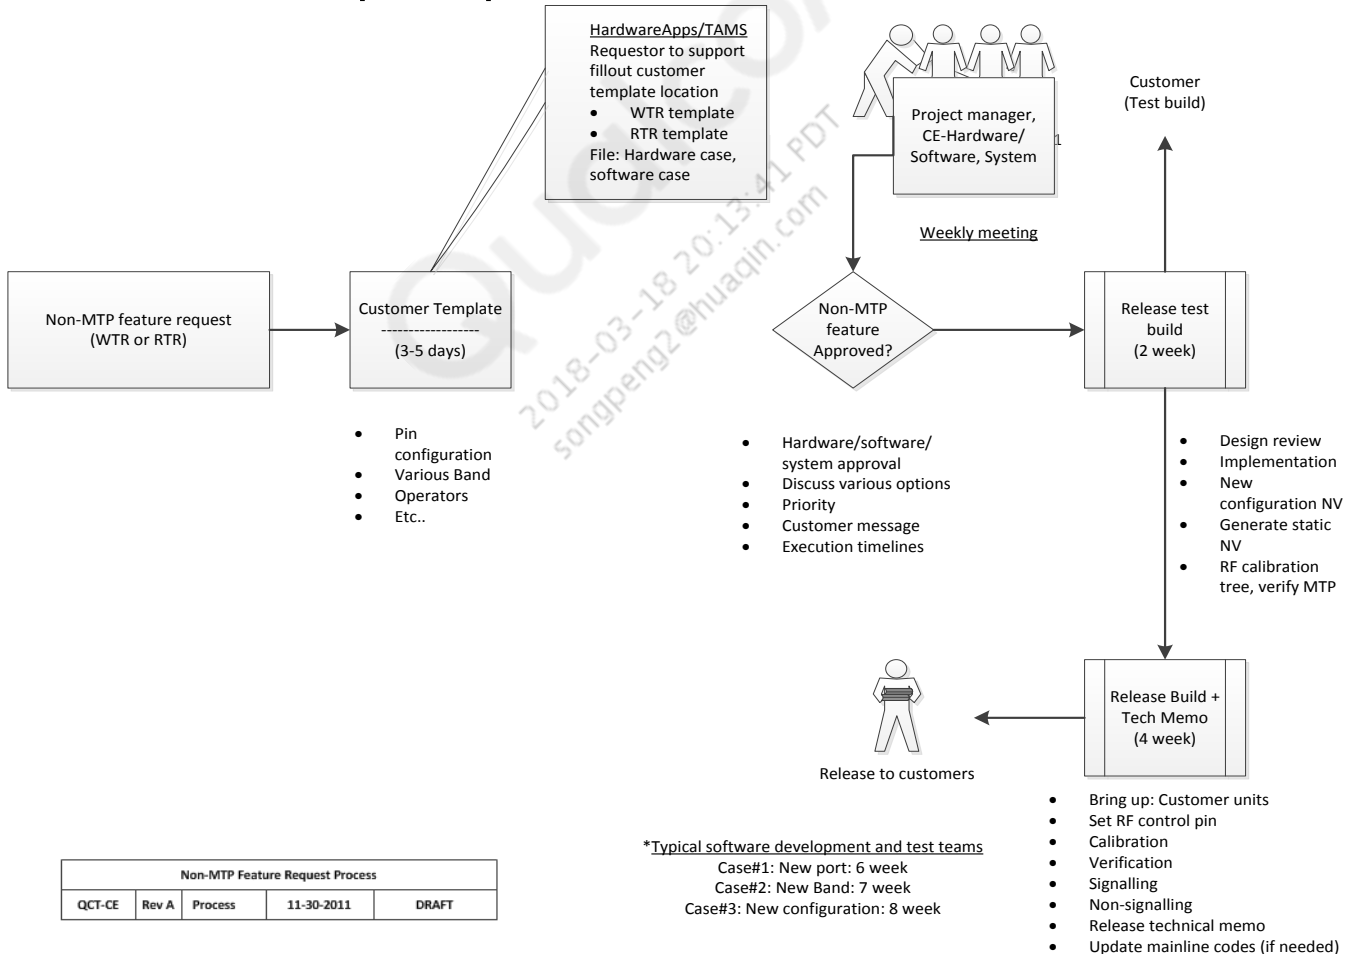 HardwareApps/TAMS
Requestor to support
fillout customer
template location
• WTR template
• RTR template
File: Hardware case,
software case
Project manager,
CE-Hardware/
Software, System
1
Weekly meeting
Customer
(Test build)
Non-MTP feature request
(WTR or RTR)
Customer Template
------------------
(3-5 days)
Non-MTP
feature
Approved?
Release test
build
(2 week)
• Pin
configuration
• Various Band
• Operators
• Etc..
• Hardware/software/
system approval
• Discuss various options
• Priority
• Customer message
• Execution timelines
• Design review
• Implementation
• New
configuration NV
• Generate static
NV
• RF calibration
tree, verify MTP
Release Build +
Tech Memo
(4 week)
Release to customers
• Bring up: Customer units
• Set RF control pin
• Calibration
• Verification
• Signalling
• Non-signalling
• Release technical memo
• Update mainline codes (if needed)
*Typical software development and test teams
Case#1: New port: 6 week
Case#2: New Band: 7 week
Case#3: New configuration: 8 week
Non-MTP Feature Request Process
QCT-CE Rev A Process 11-30-2011 DRAFT
2018-03-18 20:13:41 PDT
songpeng2@huaqin.com